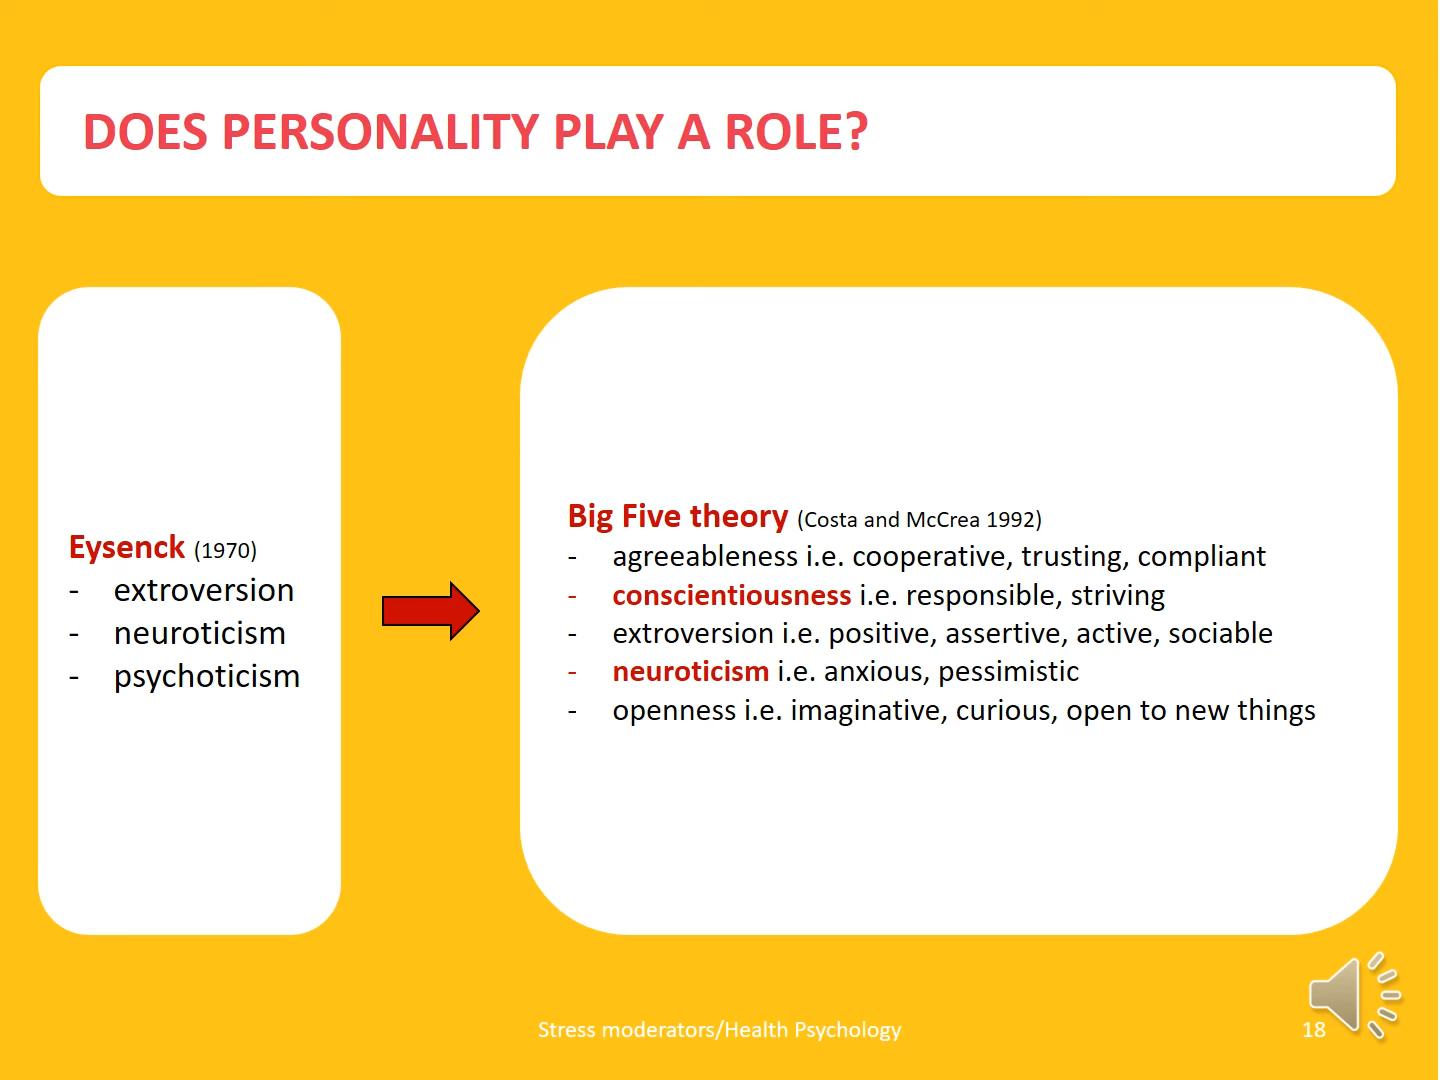 DOES PERSONALITY PLAY A ROLE?
Eysenck (1970)
- extroversion
- neuroticism
- psychoticism
Big Five theory (Costa and McCrea 1992)
- agreeableness i.e. cooperative, trusting, compliant
- conscientiousness i.e. responsible, striving
- extroversion i.e. positive, assertive, active, sociable
- neuroticism i.e. anxious, pessimistic
- openness i.e. imaginative, curious, open to new things
Stress moderators/Health Psychology
18